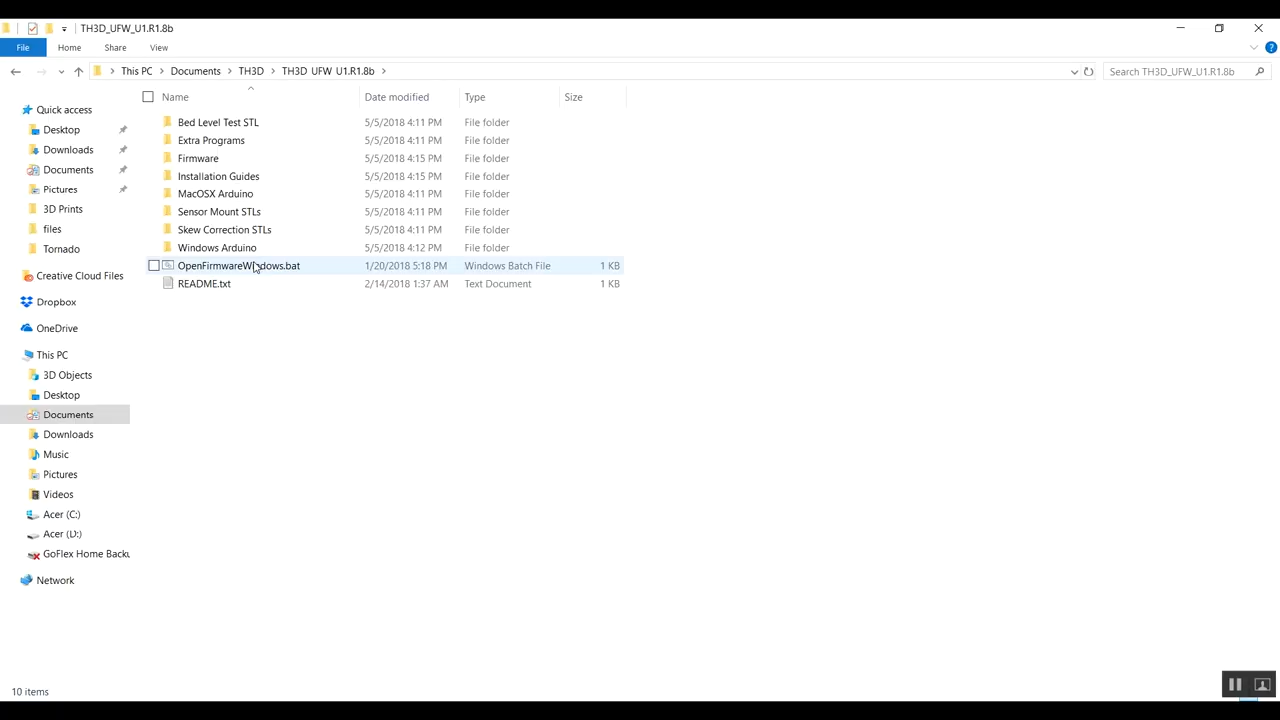 TH3D_UFW_U1.R1.8b
File Home Share View
This PC Documents TH3D TH3D_UFW_U1.R1.8b
Search TH3D_UFW_U1.R1.8b
Name Date modified Type Size
Bed Level Test STL 5/5/2018 4:11 PM File folder
Extra Programs 5/5/2018 4:11 PM File folder
Firmware 5/5/2018 4:15 PM File folder
Installation Guides 5/5/2018 4:15 PM File folder
MacOSX Arduino 5/5/2018 4:11 PM File folder
Sensor Mount STLs 5/5/2018 4:11 PM File folder
Skew Correction STLs 5/5/2018 4:11 PM File folder
Windows Arduino 5/5/2018 4:12 PM File folder
OpenFirmwareWindows.bat 1/20/2018 5:18 PM Windows Batch File 1 KB
README.txt 2/14/2018 1:37 AM Text Document 1 KB
Quick access
Desktop
Downloads
Documents
Pictures
3D Prints
files
Tornado
Creative Cloud Files
Dropbox
OneDrive
This PC
3D Objects
Desktop
Documents
Downloads
Music
Pictures
Videos
Acer (C:)
Acer (D:)
GoFlex Home Backu
Network
10 items